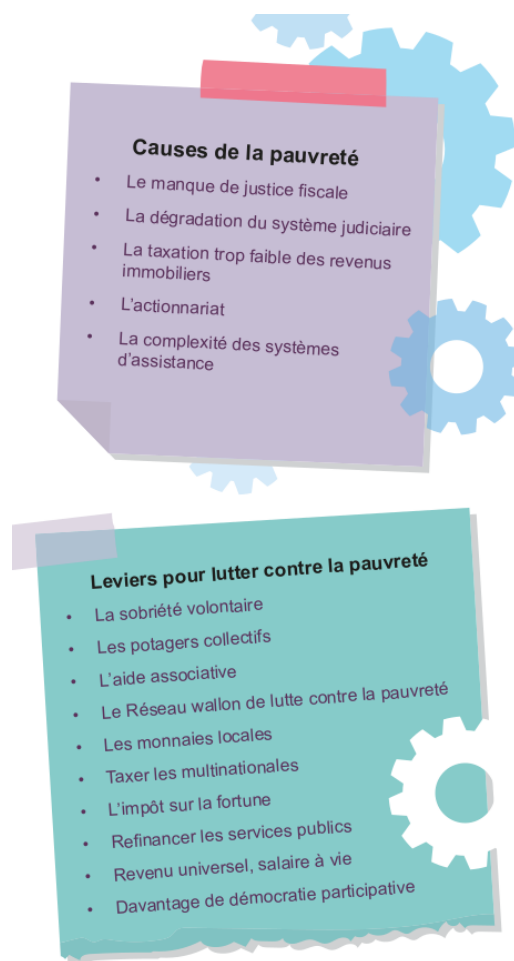 Causes de la pauvreté
• Le manque de justice fiscale
• La dégradation du système judiciaire
• La taxation trop faible des revenus
immobiliers
• L'actionnariat
• La complexité des systèmes
d'assistance
Leviers pour lutter contre la pauvreté
• La sobriété volontaire
• Les potagers collectifs
• L'aide associative
• Le Réseau wallon de lutte contre la pauvreté
• Les monnaies locales
• Taxer les multinationales
• L'impôt sur la fortune
• Refinancer les services publics
• Revenu universel, salaire à vie
• Davantage de démocratie participative